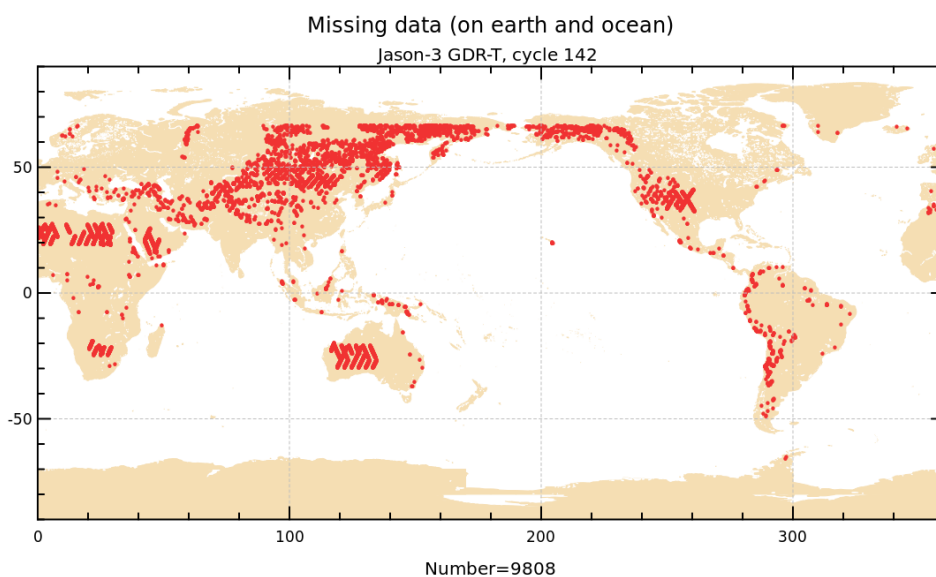 Missing data (on earth and ocean)
Jason-3 GDR-T, cycle 142
50
0
-50
0 100 200 300
Number=9808